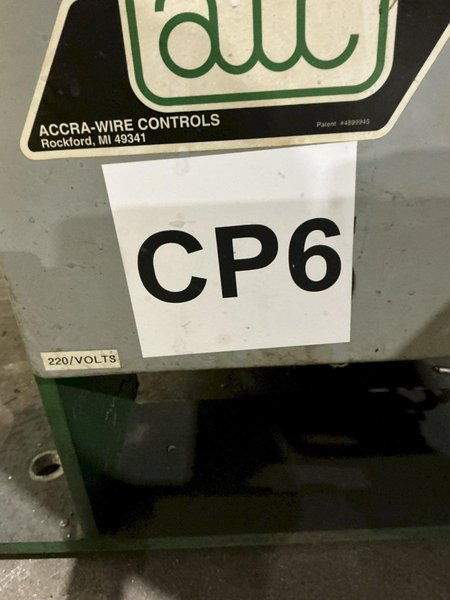 awc
ACCRA-WIRE CONTROLS
Rockford, MI 49341
Patent #4899945
CP6
220/VOLTS